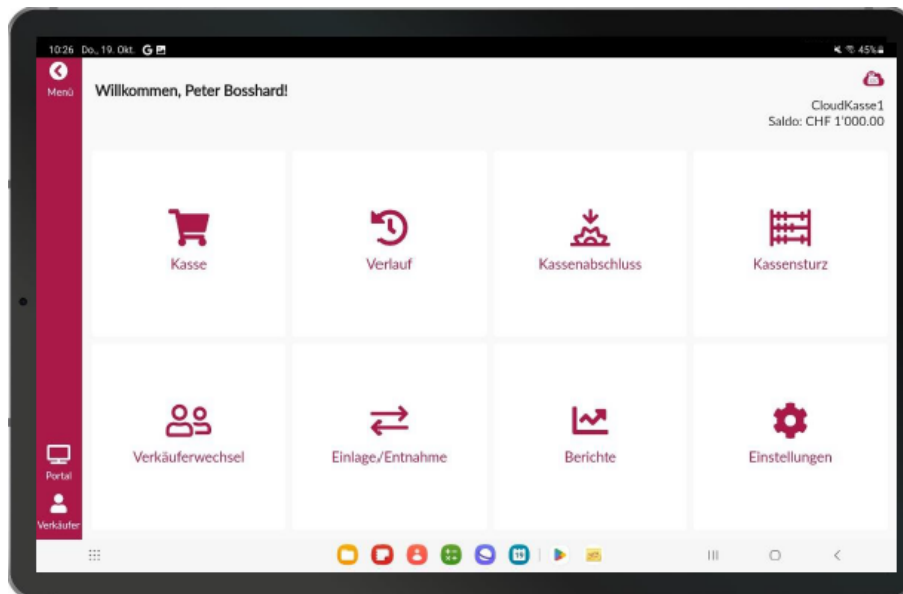 10:26 Do., 19. Okt. G
45%
Menü
Willkommen, Peter Bosshard!
CloudKasse1
Saldo: CHF 1'000.00
Kasse
Verlauf
Kassenabschluss
Kassensturz
Verkäuferwechsel
Einlage/Entnahme
Berichte
Einstellungen
Portal
Verkäufer
19